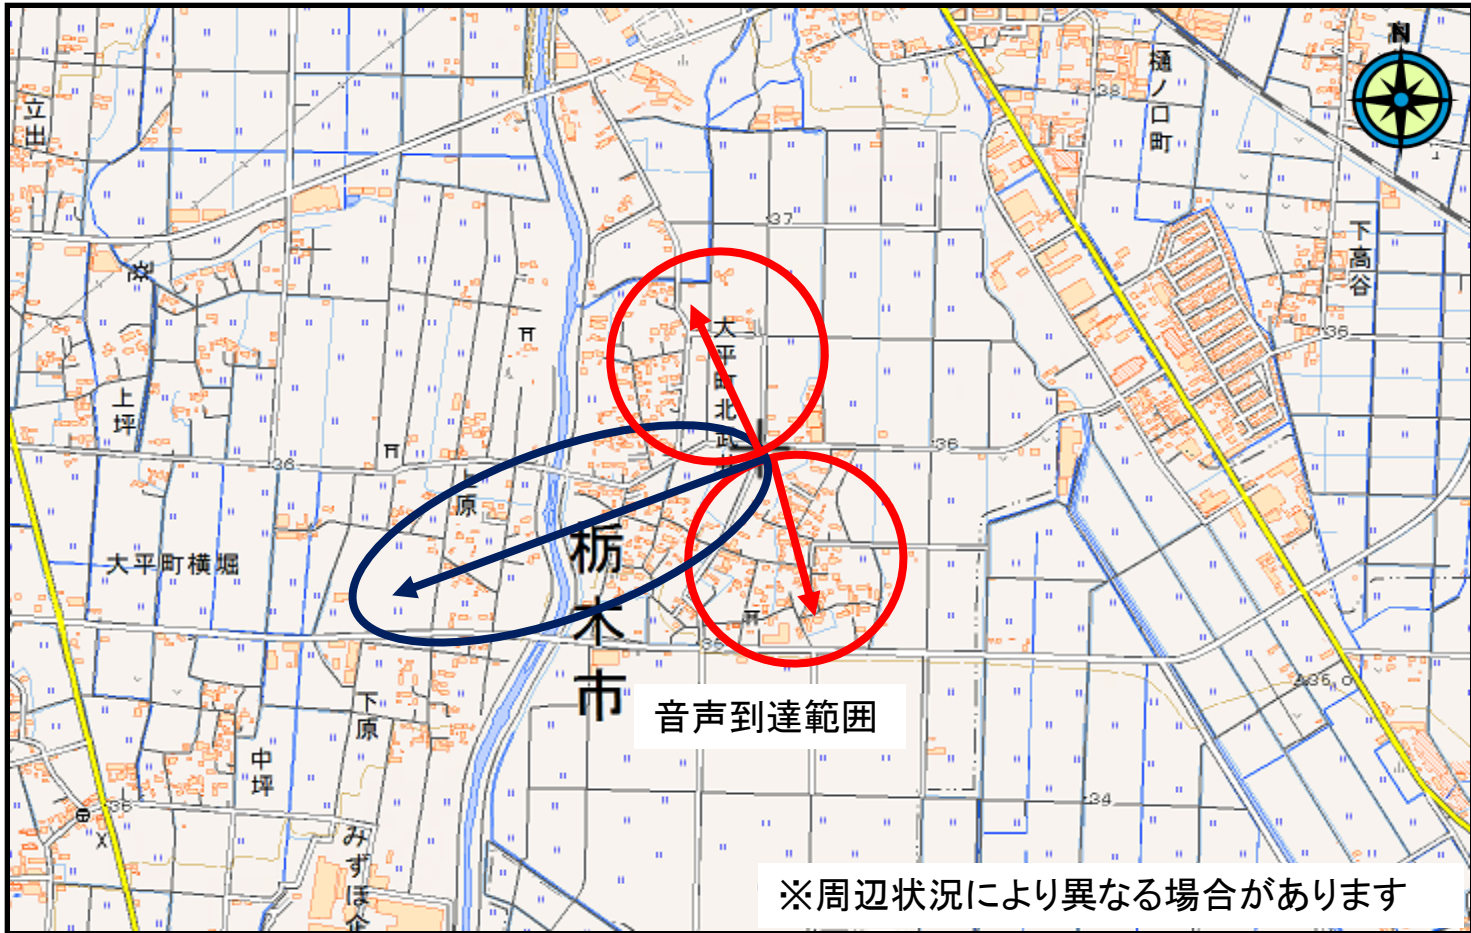 樋ノ口町
立出
38
37
下高谷
36
大平町北武井
上坪
36
36
上原
栃木市
大平町横堀
35
36.0
音声到達範囲
下原
中坪
34
36
みずほ企
※周辺状況により異なる場合があります